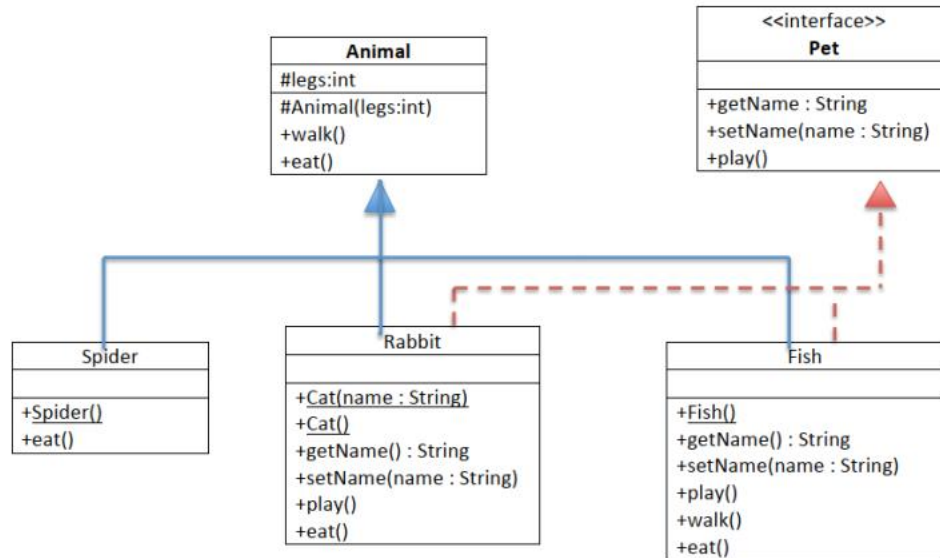 Animal
#legs:int
#Animal(legs:int)
+walk()
+eat()
<<interface>>
Pet
+getName : String
+setName(name : String)
+play()
Spider
+Spider()
+eat()
Rabbit
+Cat(name : String)
+Cat()
+getName() : String
+setName(name : String)
+play()
+eat()
Fish
+Fish()
+getName() : String
+setName(name : String)
+play()
+walk()
+eat()